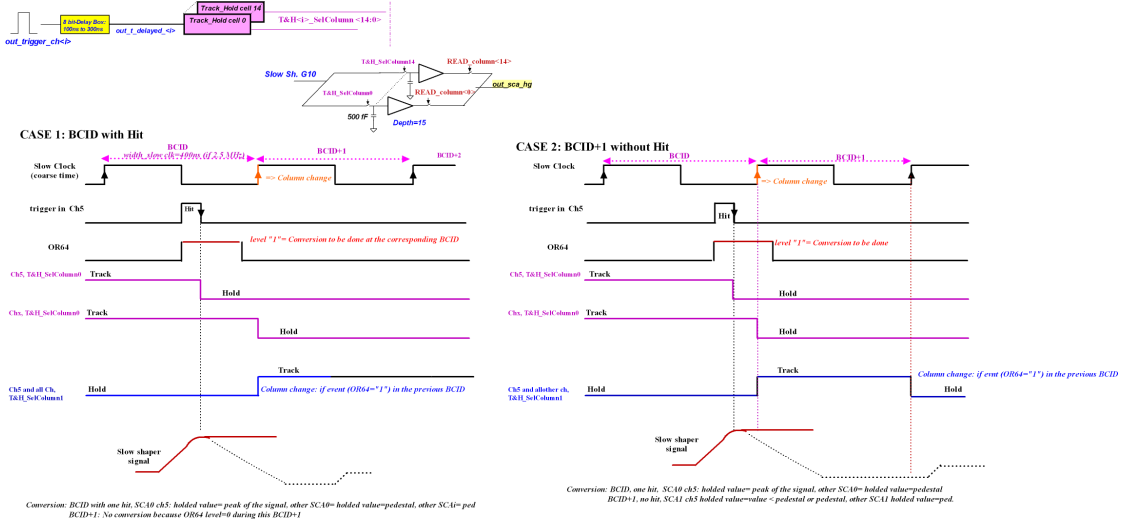 Track_Hold cell 14
Track_Hold cell 0
T&H<i>_SelColumn <14:0>
8 bit-Delay Box:
100ns to 300ns
out_trigger_ch<i>
out_t_delayed_<i>
T&H_SelColumn14
READ_column<14>
Slow Sh. G10
out_sca_hg
T&H_SelColumn0
READ_column<0>
500 fF
Depth=15
CASE 1: BCID with Hit
BCID
width_slow clk=400ns (if 2.5 MHz)
BCID+1
BCID+2
Slow Clock
(coarse time)
=> Column change
trigger in Ch5
Hit
OR64
level "1"= Conversion to be done at the corresponding BCID
Ch5, T&H_SelColumn0
Track
Hold
Chx, T&H_SelColumn0
Track
Hold
Ch5 and all Ch,
T&H_SelColumn1
Hold
Track
Column change: if event (OR64="1") in the previous BCID
Slow shaper
signal
Conversion: BCID with one hit, SCA0 ch5: holded value= peak of the signal, other SCA0= holded value=pedestal, other SCAi= ped
BCID+1: No conversion because OR64 level=0 during this BCID+1
CASE 2: BCID+1 without Hit
BCID
BCID+1
Slow Clock
=> Column change
trigger in Ch5
Hit
OR64
level "1"= Conversion to be done
Ch5, T&H_SelColumn0
Track
Hold
Chx, T&H_SelColumn0
Track
Hold
Ch5 and allother ch,
T&H_SelColumn1
Hold
Track
Column change: if evnt (OR64="1") in the previous BCID
Hold
Slow shaper
signal
Conversion: BCID, one hit, SCA0 ch5: holded value= peak of the signal, other SCA0= holded value=pedestal
BCID+1, no hit, SCA1 ch5 holded value=value < pedestal or pedestal, other SCA1 holded value=ped.